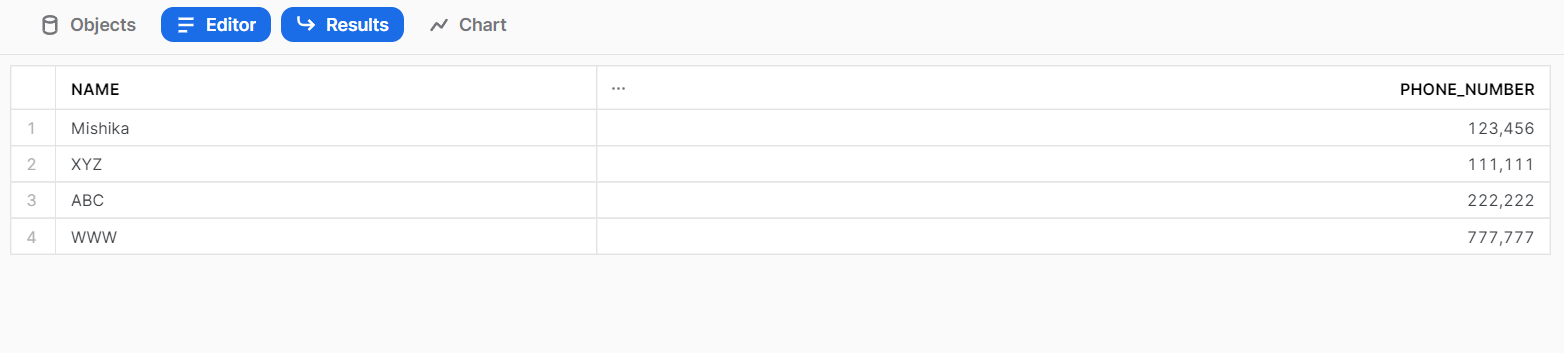 Objects Editor Results Chart
NAME ... PHONE_NUMBER
1 Mishika 123,456
2 XYZ 111,111
3 ABC 222,222
4 WWW 777,777